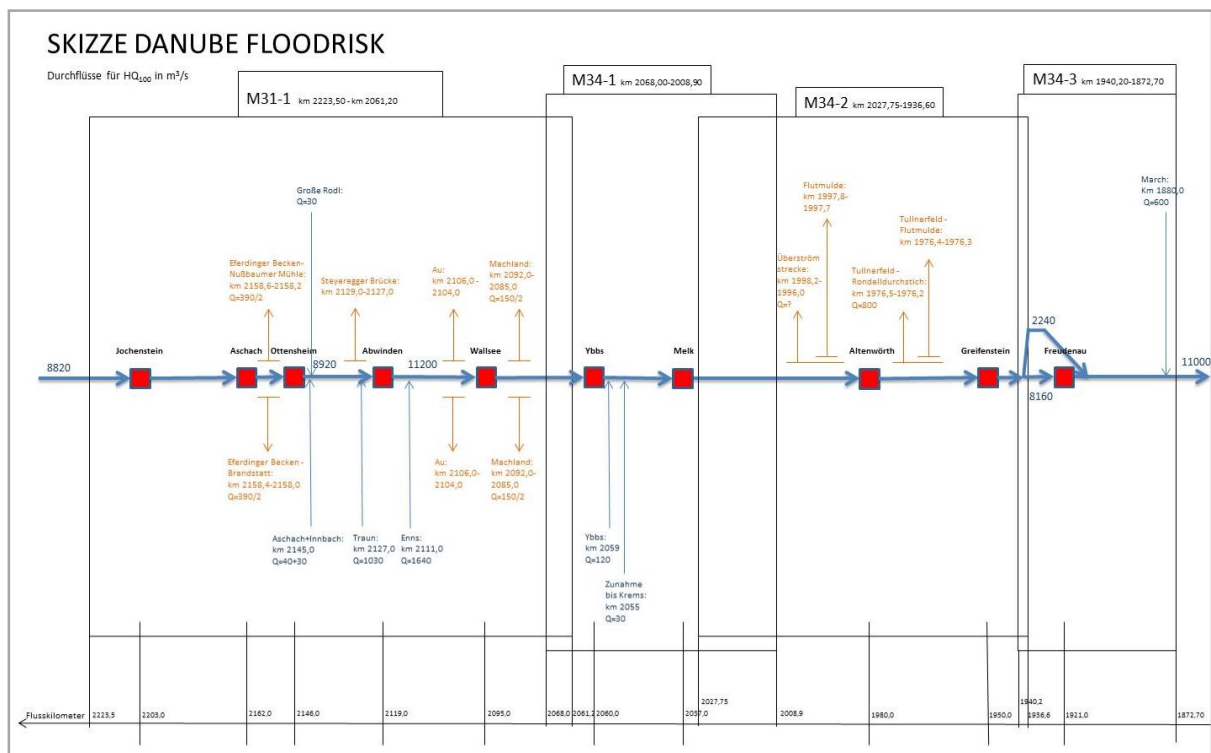 SKIZZE DANUBE FLOODRISK
Durchflüsse für HQ100 in m³/s
M31-1 km 2223,50 - km 2061,20
M34-1 km 2068,00-2008,90
M34-2 km 2027,75-1936,60
M34-3 km 1940,20-1872,70
Große Rodl:
Q=30
Eferdinger Becken-
Nußbaumer Mühle:
km 2158,6-2158,2
Q=390/2
Steyeregger Brücke:
km 2129,0-2127,0
Au:
km 2106,0 -
2104,0
Machland:
km 2092,0-
2085,0
Q=150/2
Flutmulde:
km 1997,8-
1997,7
Überström
strecke:
km 1998,2-
1996,0
Q=?
Tullnerfeld -
Rondelldurchstich:
km 1976,5-1976,2
Q=800
Tullnerfeld -
Flutmulde:
km 1976,4-1976,3
March:
Km 1880,0
Q=600
8820
Jochenstein
Aschach
Ottensheim
8920
Abwinden
11200
Wallsee
Ybbs
Melk
Altenwörth
Greifenstein
2240
Freudenau
8160
11000
Eferdinger Becken -
Brandstatt:
km 2158,4-2158,0
Q=390/2
Au:
km 2106,0-
2104,0
Machland:
km 2092,0-
2085,0
Q=150/2
Aschach+Innbach:
km 2145,0
Q=40+30
Traun:
km 2127,0
Q=1030
Enns:
km 2111,0
Q=1640
Ybbs:
km 2059
Q=120
Zunahme
bis Krems:
km 2055
Q=30
Flusskilometer
2223,5
2203,0
2162,0
2146,0
2119,0
2095,0
2068,0
2061,2
2060,0
2037,0
2027,75
2008,9
1980,0
1950,0
1940,2
1936,6
1921,0
1872,70